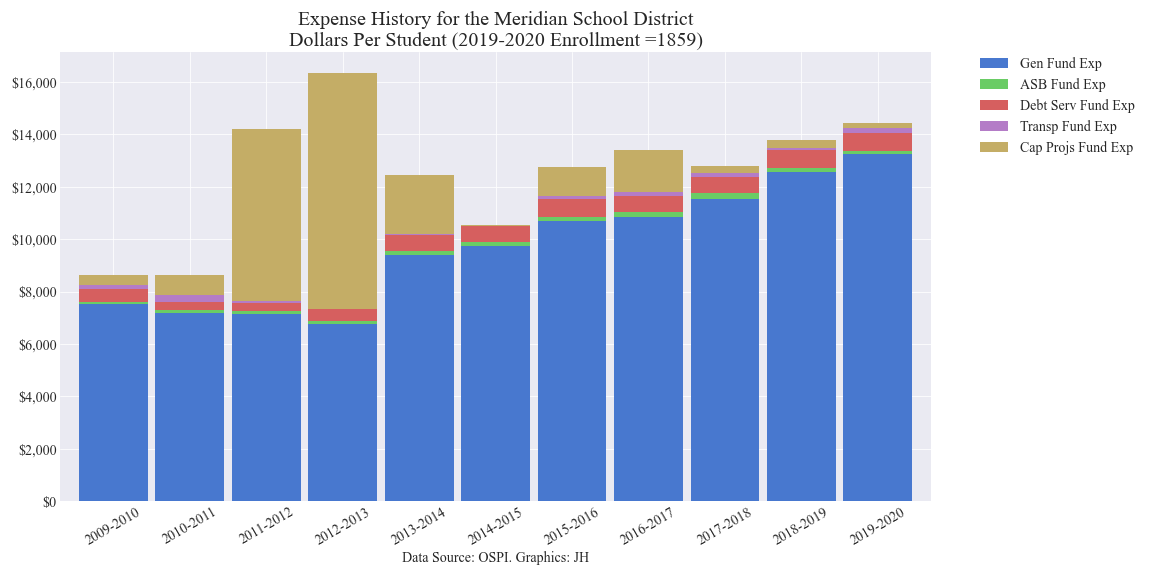 Expense History for the Meridian School District
Dollars Per Student (2019-2020 Enrollment =1859)
$16,000
$14,000
$12,000
$10,000
$8,000
$6,000
$4,000
$2,000
$0
2009-2010
2010-2011
2011-2012
2012-2013
2013-2014
2014-2015
2015-2016
2016-2017
2017-2018
2018-2019
2019-2020
Data Source: OSPI. Graphics: JH
Gen Fund Exp
ASB Fund Exp
Debt Serv Fund Exp
Transp Fund Exp
Cap Projs Fund Exp